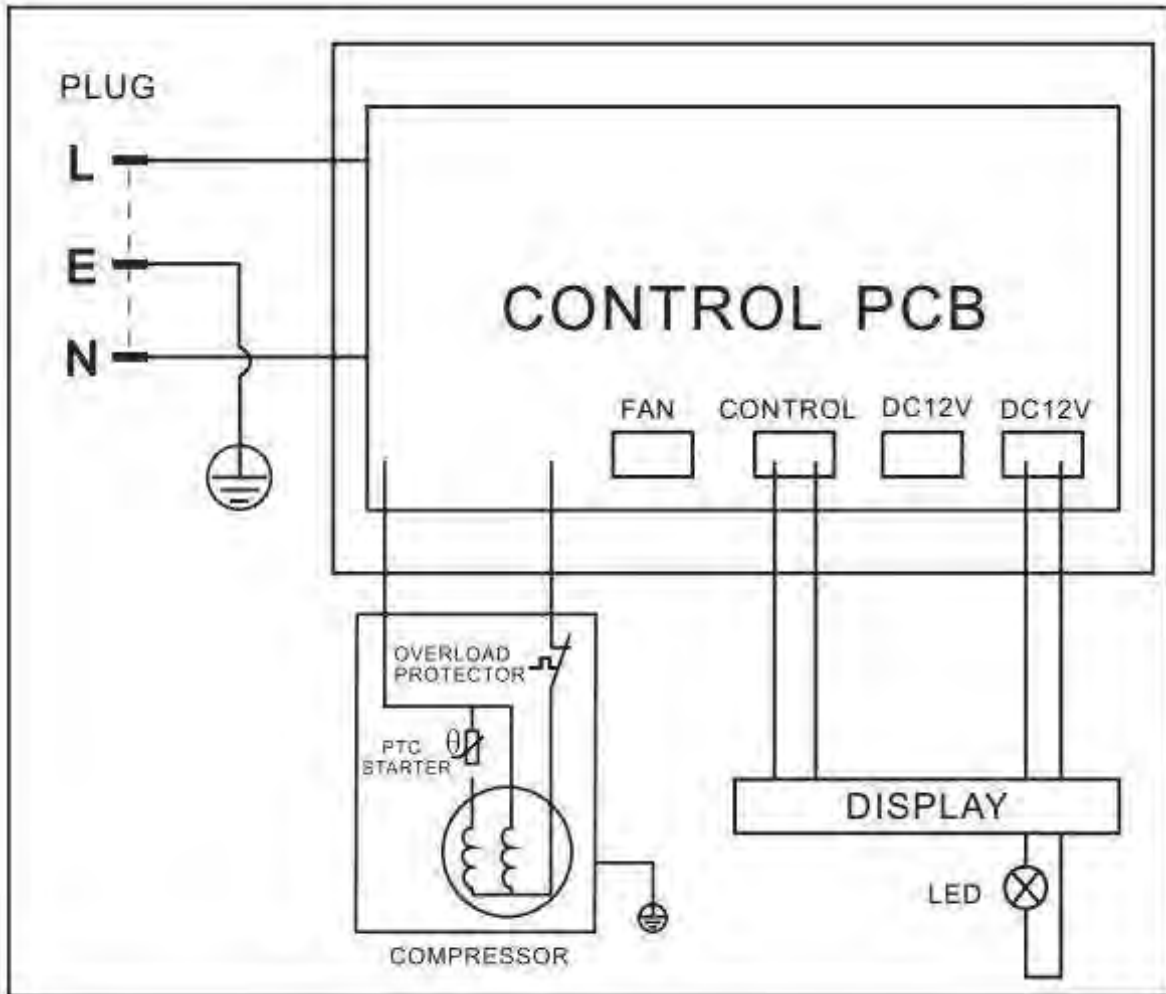 PLUG
L
E
N
CONTROL PCB
FAN
CONTROL
DC12V
DC12V
OVERLOAD
PROTECTOR
PTC
STARTER
θ
COMPRESSOR
DISPLAY
LED